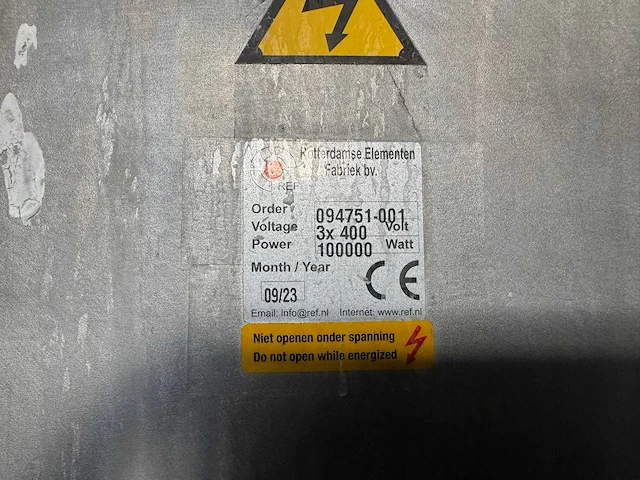 Rotterdamse Elementen
Fabriek bv.
REF
Order 094751-001
Voltage 3x 400 Volt
Power 100000 Watt
Month / Year
09/23
CE
Email: info@ref.nl Internet: www.ref.nl
Niet openen onder spanning
Do not open while energized